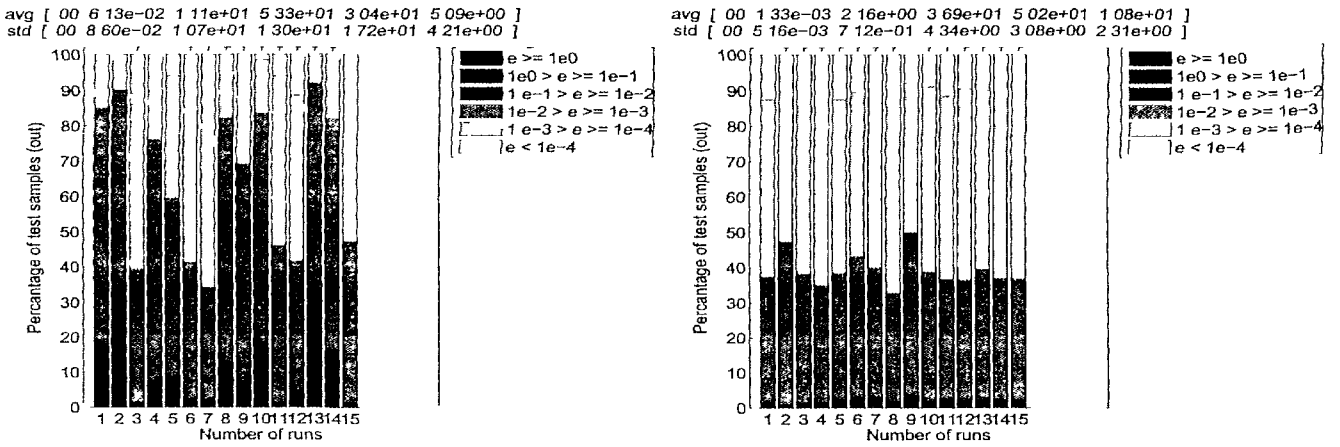 avg [ 00 6 13e-02 1 11e+01 5 33e+01 3 04e+01 5 09e+00 ]
std [ 00 8 60e-02 1 07e+01 1 30e+01 1 72e+01 4 21e+00 ]
100
90
80
70
60
50
40
30
20
10
0
Percantage of test samples (out)
1 2 3 4 5 6 7 8 9 10 11 12 13 14 15
Number of runs
e >= 1e0
1e0 > e >= 1e-1
1 e-1 > e >= 1e-2
1e-2 > e >= 1e-3
1 e-3 > e >= 1e-4
e < 1e-4
avg [ 00 1 33e-03 2 16e+00 3 69e+01 5 02e+01 1 08e+01 ]
std [ 00 5 16e-03 7 12e-01 4 34e+00 3 08e+00 2 31e+00 ]
100
90
80
70
60
50
40
30
20
10
0
Percantage of test samples (out)
1 2 3 4 5 6 7 8 9 10 11 12 13 14 15
Number of runs
e >= 1e0
1e0 > e >= 1e-1
1 e-1 > e >= 1e-2
1e-2 > e >= 1e-3
1 e-3 > e >= 1e-4
e < 1e-4